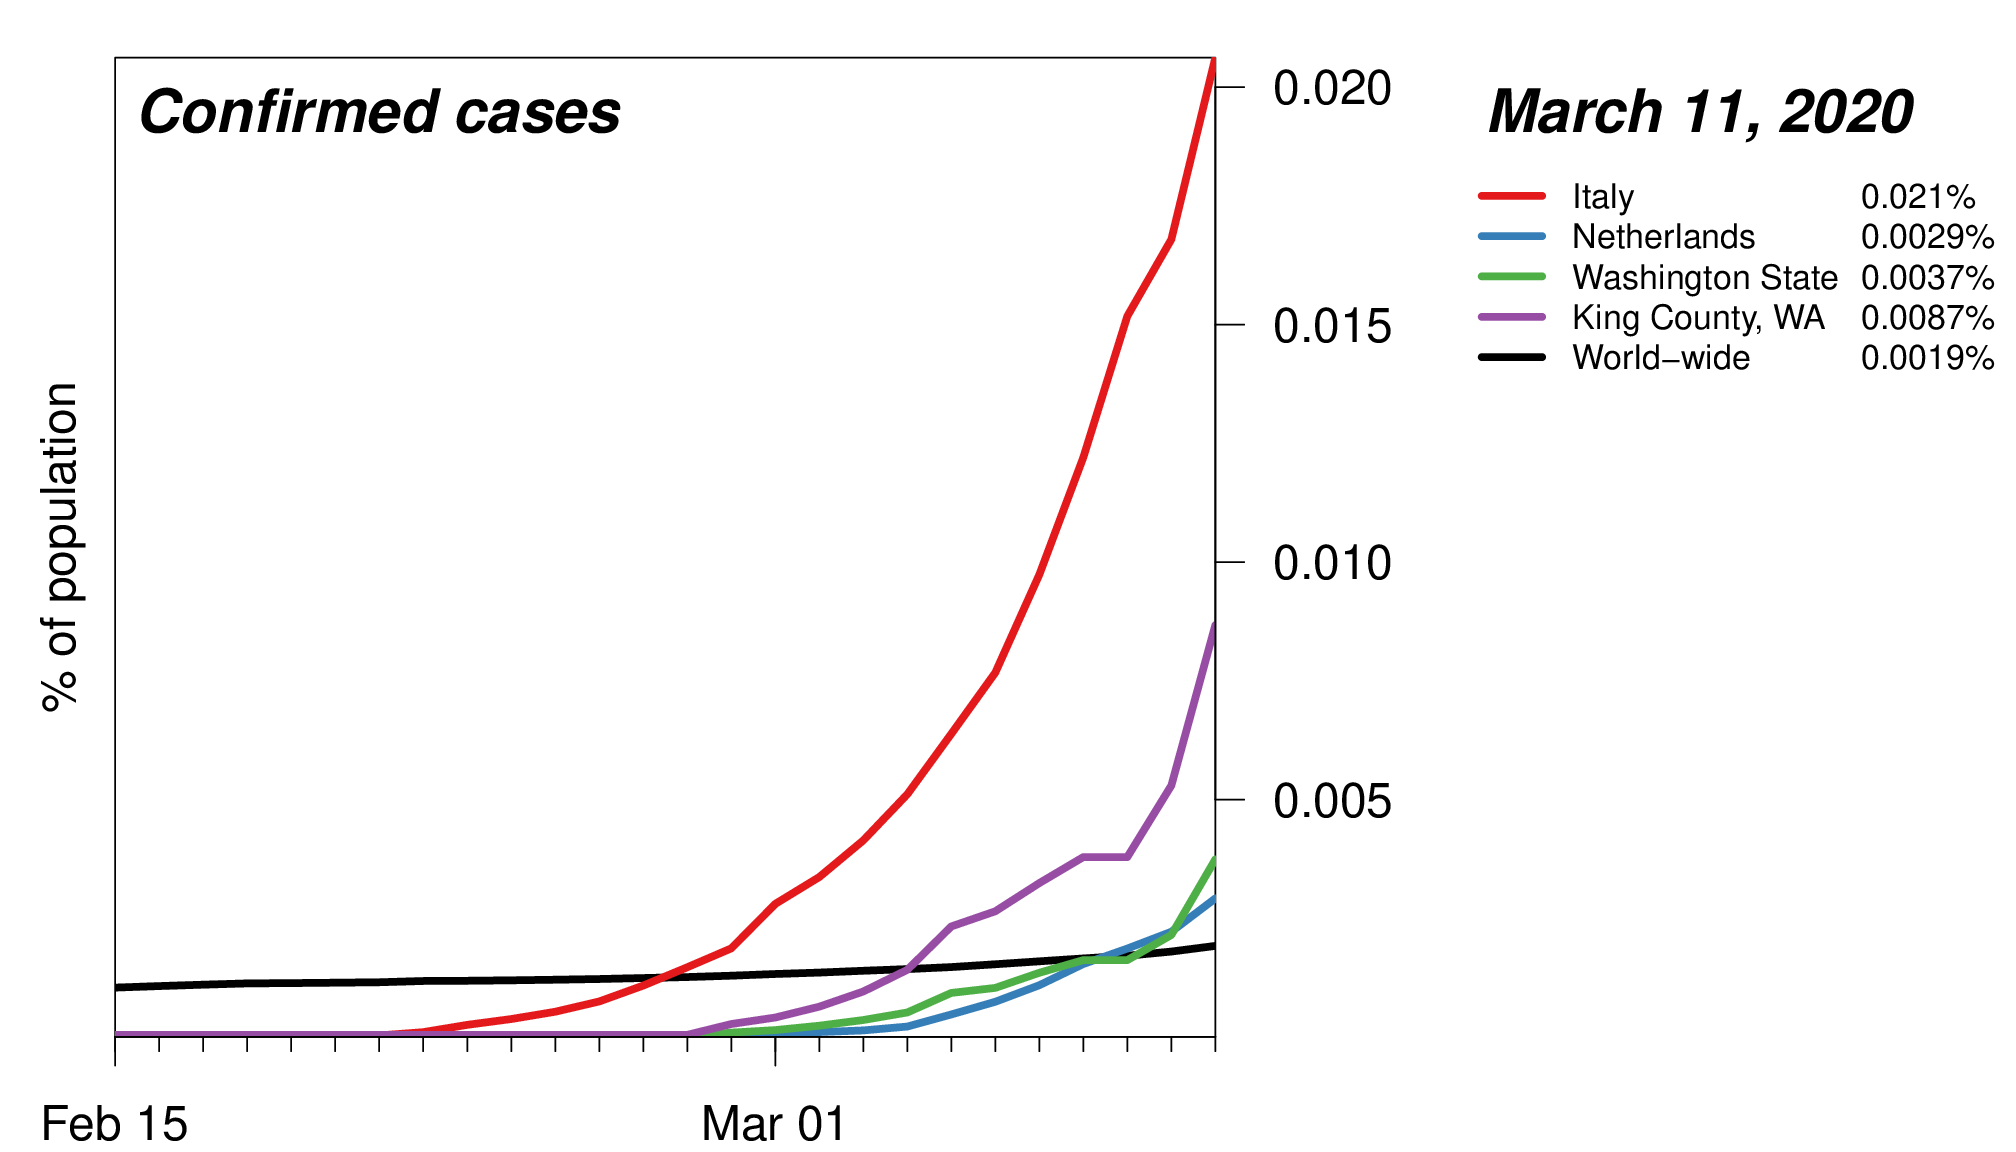 Confirmed cases
% of population
0.020
0.015
0.010
0.005
Feb 15
Mar 01
March 11, 2020
Italy 0.021%
Netherlands 0.0029%
Washington State 0.0037%
King County, WA 0.0087%
World−wide 0.0019%